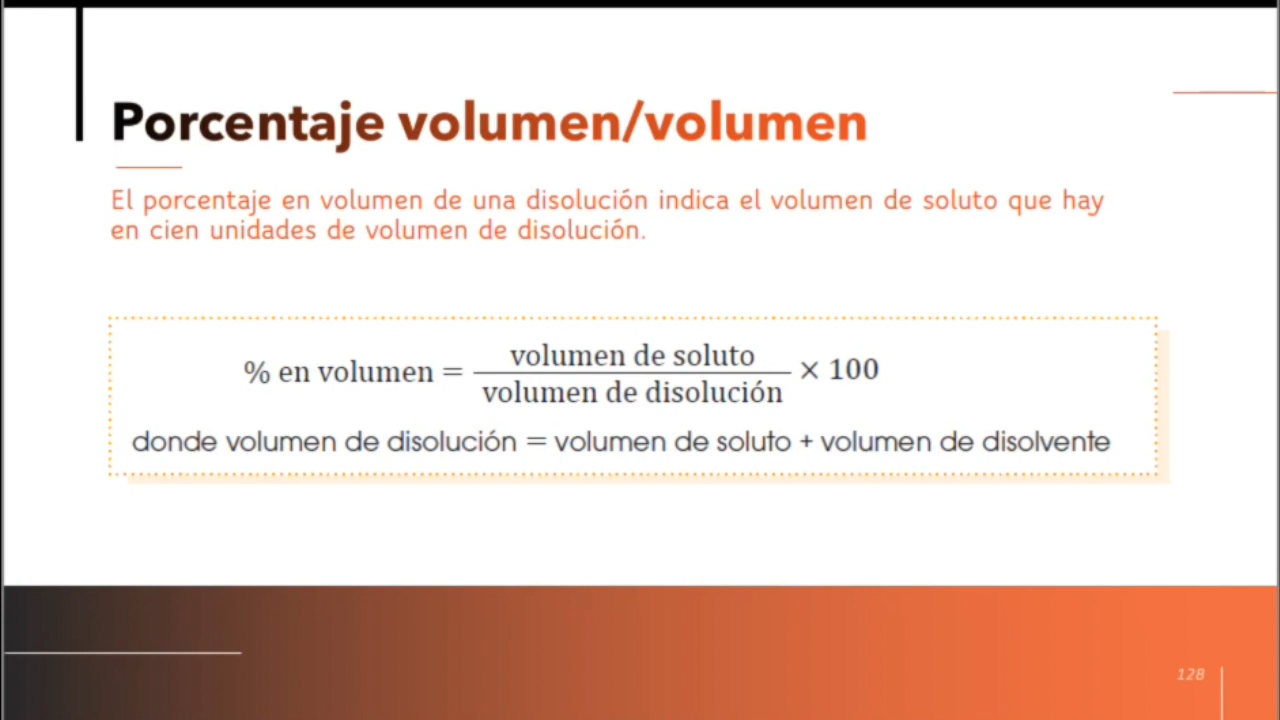 Porcentaje volumen/volumen
El porcentaje en volumen de una disolución indica el volumen de soluto que hay
en cien unidades de volumen de disolución.
% en volumen = volumen de soluto / volumen de disolución × 100
donde volumen de disolución = volumen de soluto + volumen de disolvente
128